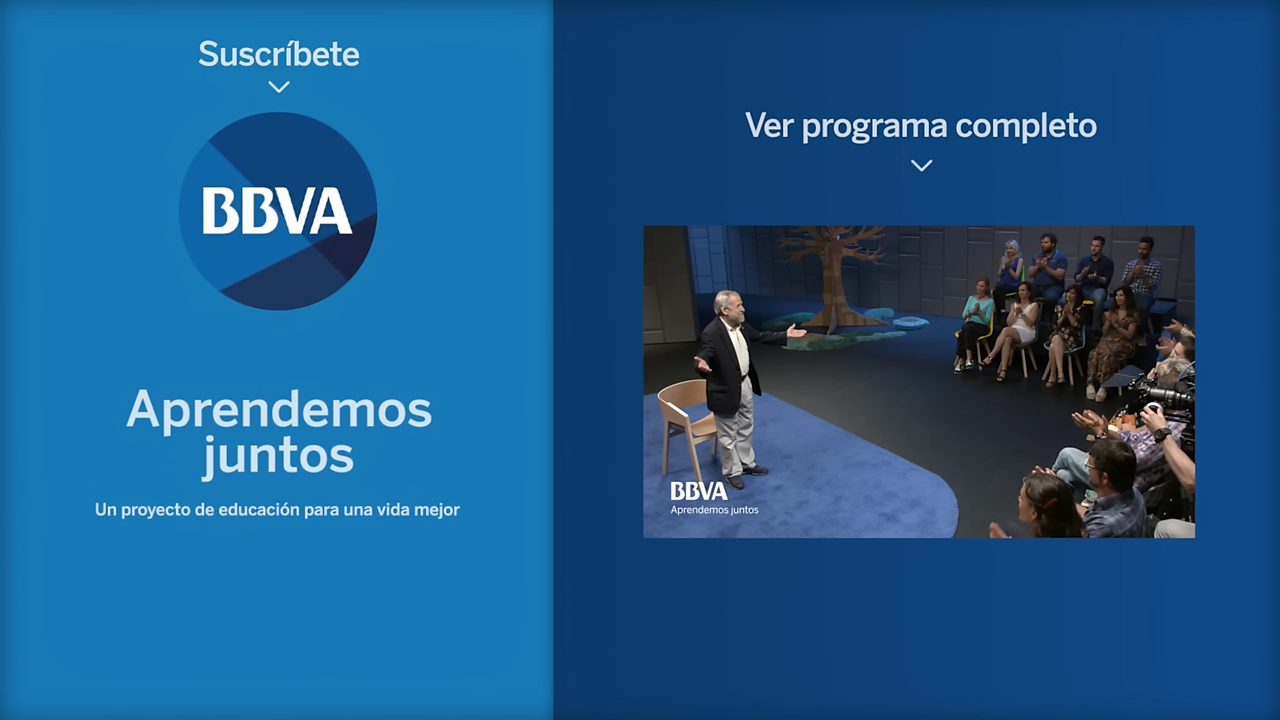 Suscríbete
BBVA
Aprendemos
juntos
Un proyecto de educación para una vida mejor
Ver programa completo
BBVA
Aprendemos juntos